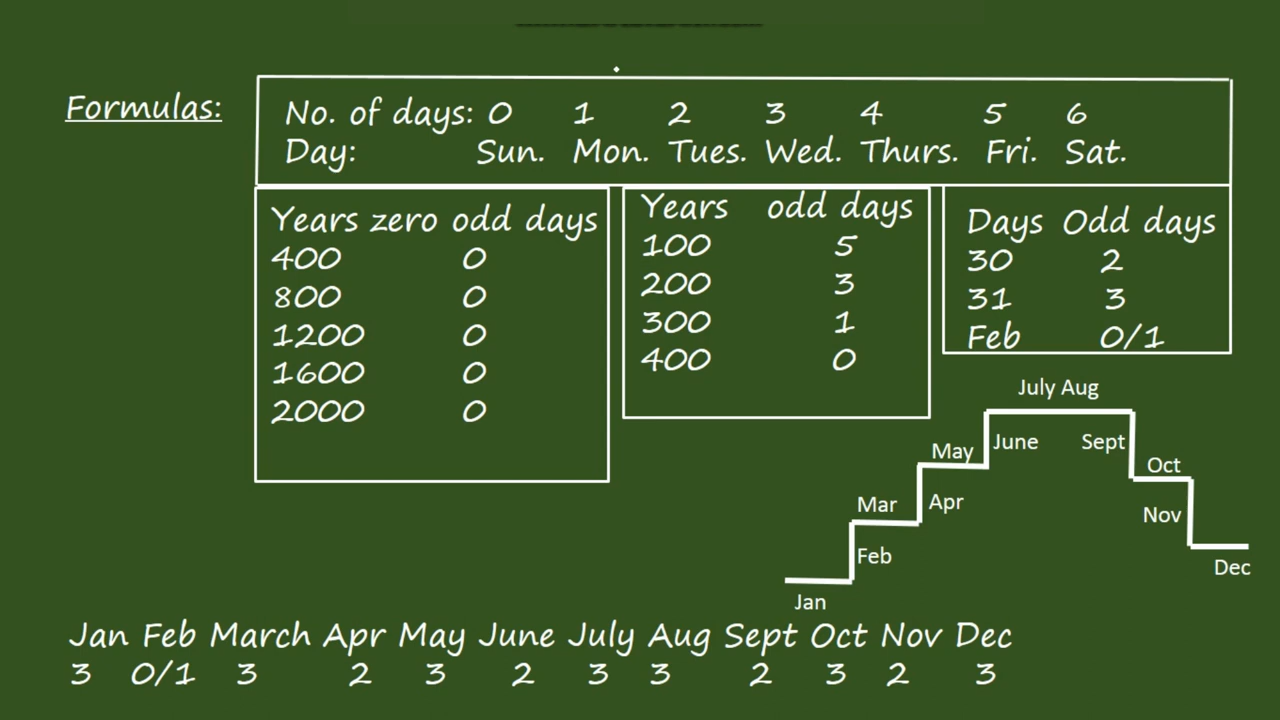 Formulas:
No. of days: 0 1 2 3 4 5 6
Day: Sun. Mon. Tues. Wed. Thurs. Fri. Sat.
Years zero odd days
400 0
800 0
1200 0
1600 0
2000 0
Years odd days
100 5
200 3
300 1
400 0
Days Odd days
30 2
31 3
Feb 0/1
July Aug
June Sept
May Oct
Mar Apr Nov
Feb
Jan Dec
Jan Feb March Apr May June July Aug Sept Oct Nov Dec
3 0/1 3 2 3 2 3 3 2 3 2 3